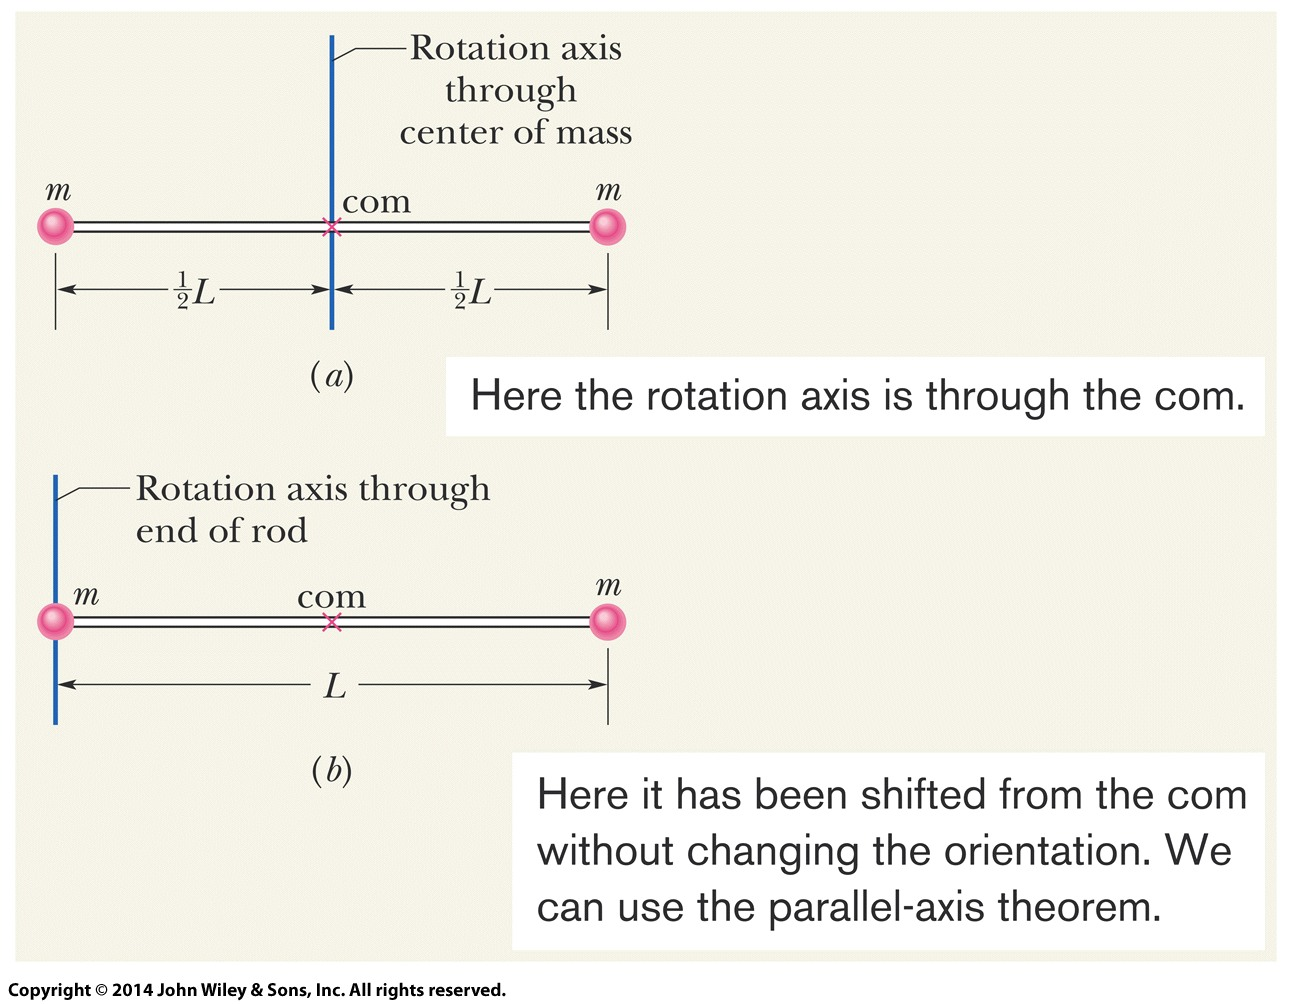 Rotation axis
through
center of mass
m
com
m
½L
½L
(a)
Here the rotation axis is through the com.
Rotation axis through
end of rod
m
com
m
L
(b)
Here it has been shifted from the com
without changing the orientation. We
can use the parallel-axis theorem.
Copyright © 2014 John Wiley & Sons, Inc. All rights reserved.